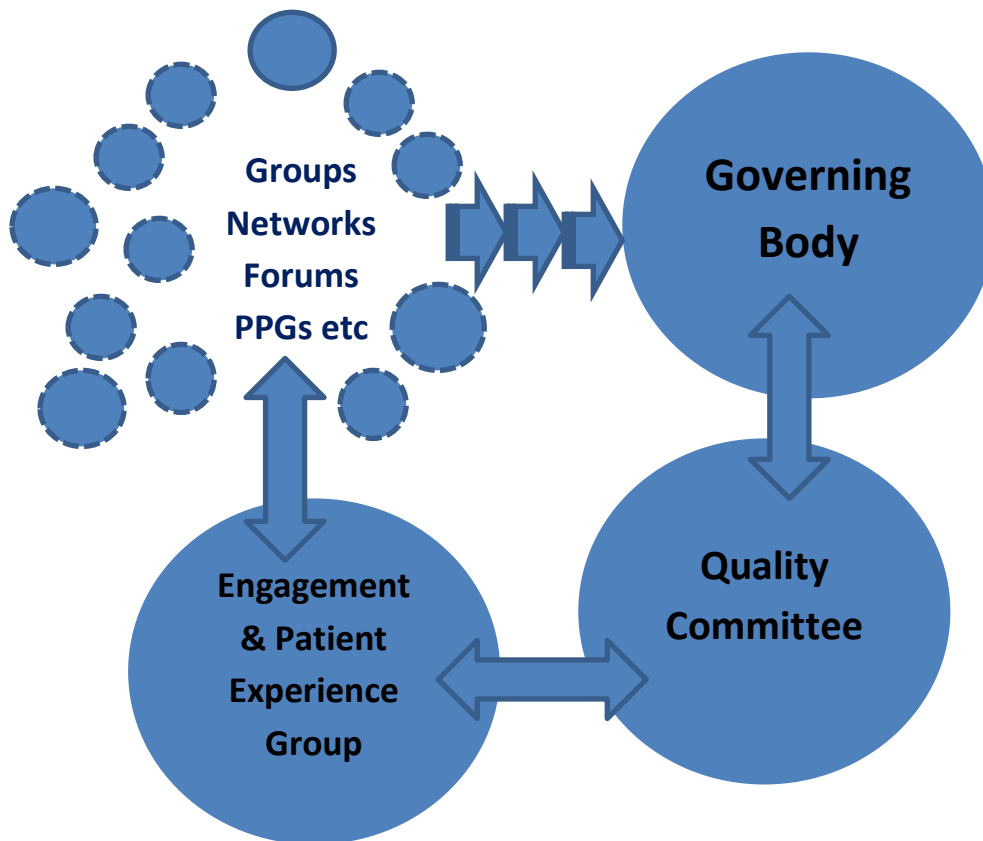 Groups
Networks
Forums
PPGs etc
Governing
Body
Engagement
& Patient
Experience
Group
Quality
Committee